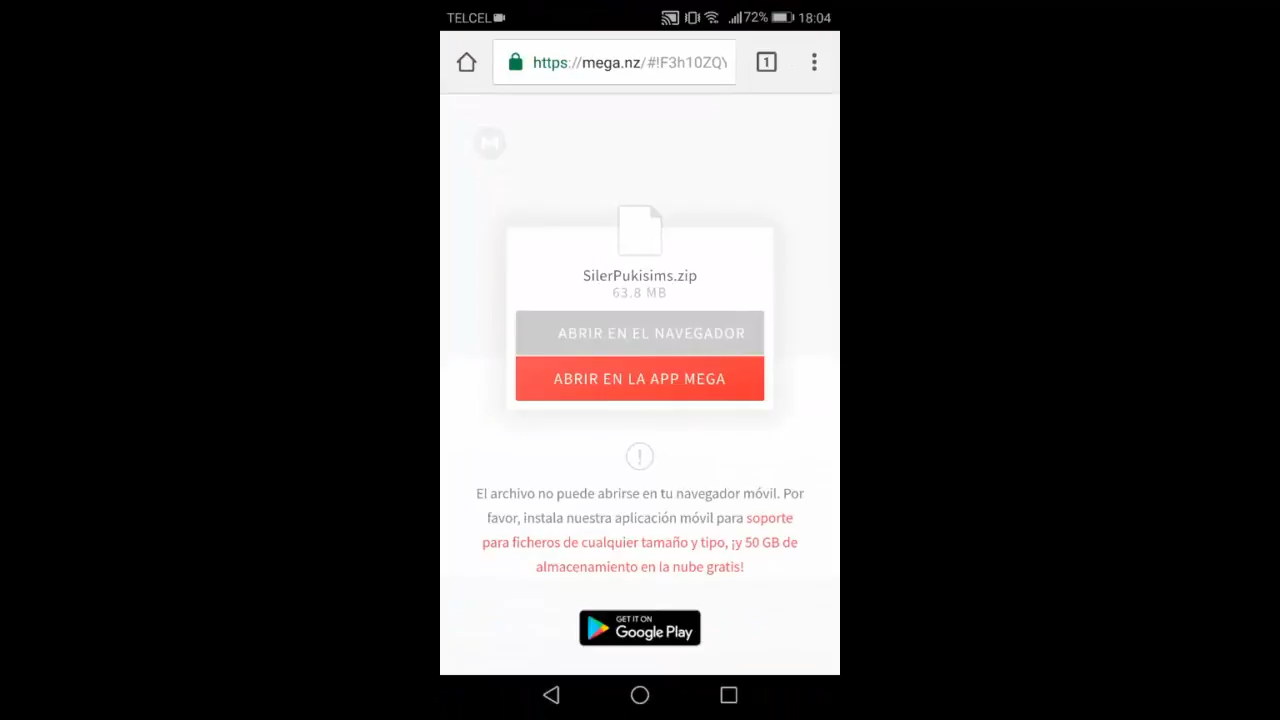 TELCEL 72% 18:04
https://mega.nz/#!F3h10ZQY 1
SilerPukisims.zip
63.8 MB
ABRIR EN EL NAVEGADOR
ABRIR EN LA APP MEGA
El archivo no puede abrirse en tu navegador móvil. Por
favor, instala nuestra aplicación móvil para soporte
para ficheros de cualquier tamaño y tipo, ¡y 50 GB de
almacenamiento en la nube gratis!
GET IT ON
Google Play